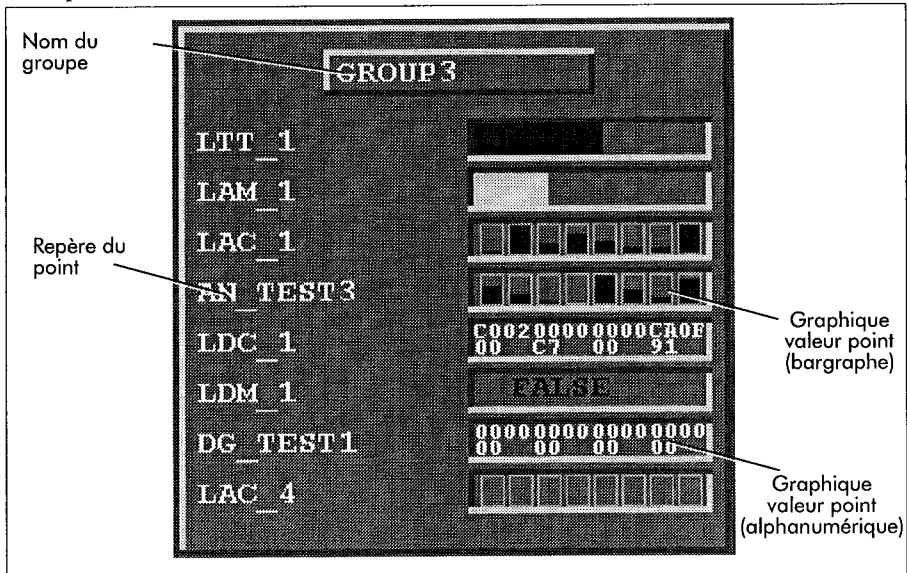 Nom du
groupe
GROUP3
LTT_1
LAM_1
LAC_1
Repère du
point
AN_TEST3
LDC_1
C00200000000CA0F
00 C7 00 91
Graphique
valeur point
(bargraphe)
LDM_1
FALSE
DG_TEST1
0000000000000000
00 00 00 00
LAC_4
Graphique
valeur point
(alphanumérique)